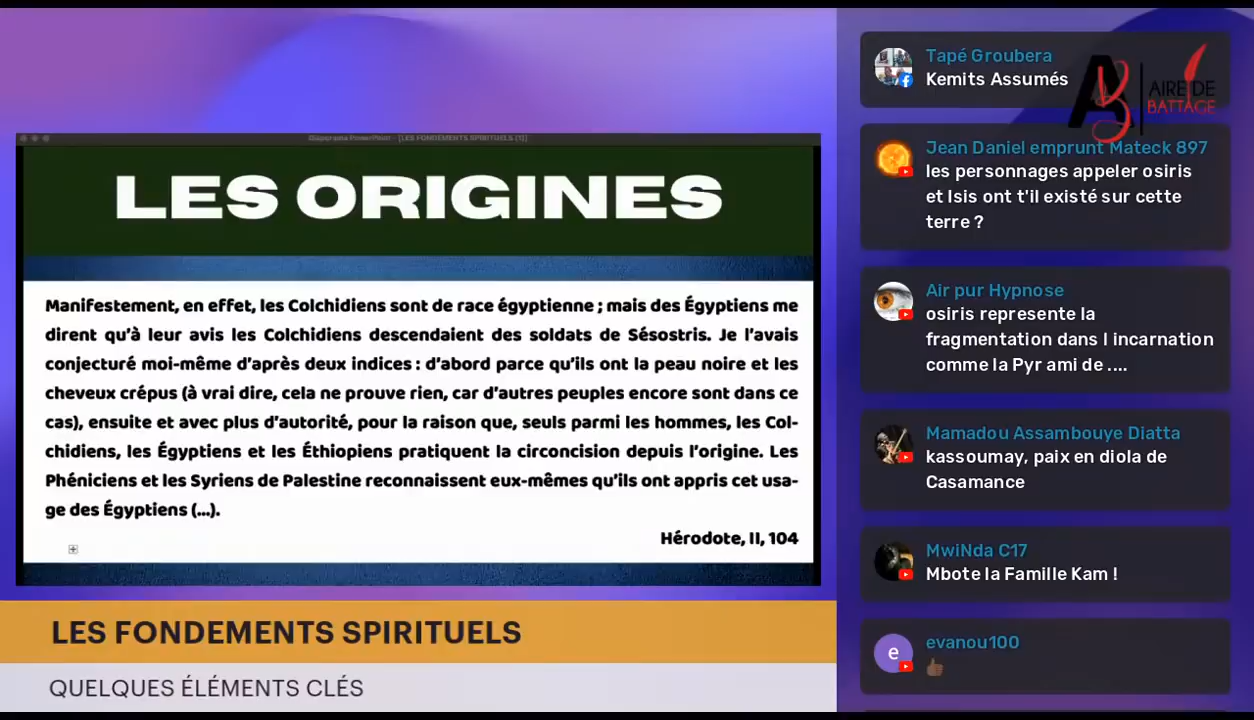 Diaporama PowerPoint - [LES FONDEMENTS SPIRITUELS (1)]
LES ORIGINES
Manifestement, en effet, les Colchidiens sont de race égyptienne ; mais des Égyptiens me
dirent qu'à leur avis les Colchidiens descendaient des soldats de Sésostris. Je l'avais
conjecturé moi-même d'après deux indices : d'abord parce qu'ils ont la peau noire et les
cheveux crépus (à vrai dire, cela ne prouve rien, car d'autres peuples encore sont dans ce
cas), ensuite et avec plus d'autorité, pour la raison que, seuls parmi les hommes, les Col-
chidiens, les Égyptiens et les Éthiopiens pratiquent la circoncision depuis l'origine. Les
Phéniciens et les Syriens de Palestine reconnaissent eux-mêmes qu'ils ont appris cet usa-
ge des Égyptiens (...).
Hérodote, II, 104
LES FONDEMENTS SPIRITUELS
QUELQUES ÉLÉMENTS CLÉS
Tapé Groubera
Kemits Assumés
AB
AIRE DE
BATTAGE
Jean Daniel emprunt Mateck 897
les personnages appeler osiris
et Isis ont t'il existé sur cette
terre ?
Air pur Hypnose
osiris represente la
fragmentation dans l incarnation
comme la Pyr ami de ....
Mamadou Assambouye Diatta
kassoumay, paix en diola de
Casamance
MwiNda C17
Mbote la Famille Kam !
e
evanou100